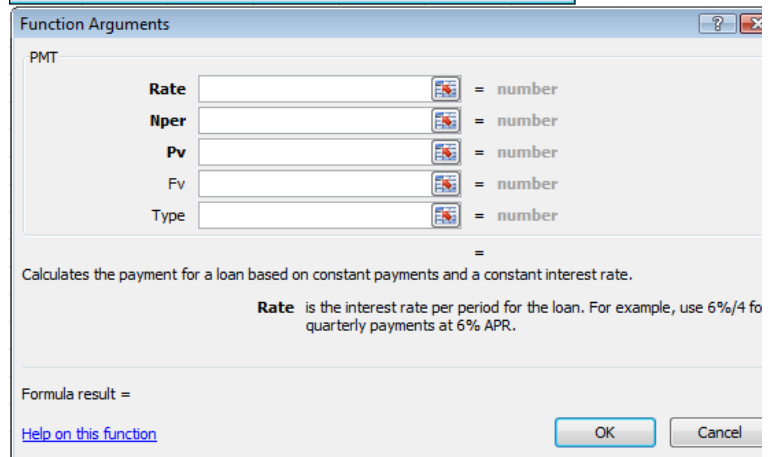 Function Arguments
PMT
Rate = number
Nper = number
Pv = number
Fv = number
Type = number
=
Calculates the payment for a loan based on constant payments and a constant interest rate.
Rate is the interest rate per period for the loan. For example, use 6%/4 fo
quarterly payments at 6% APR.
Formula result =
Help on this function OK Cancel